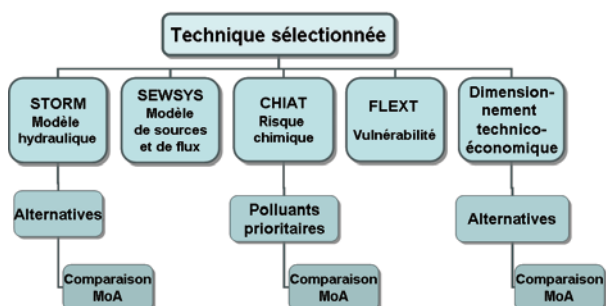 Technique sélectionnée
STORM
Modèle
hydraulique
SEWSYS
Modèle
de sources
et de flux
CHIAT
Risque
chimique
FLEXT
Vulnérabilité
Dimension-
nement
technico-
économique
Alternatives
Polluants
prioritaires
Alternatives
Comparaison
MoA
Comparaison
MoA
Comparaison
MoA